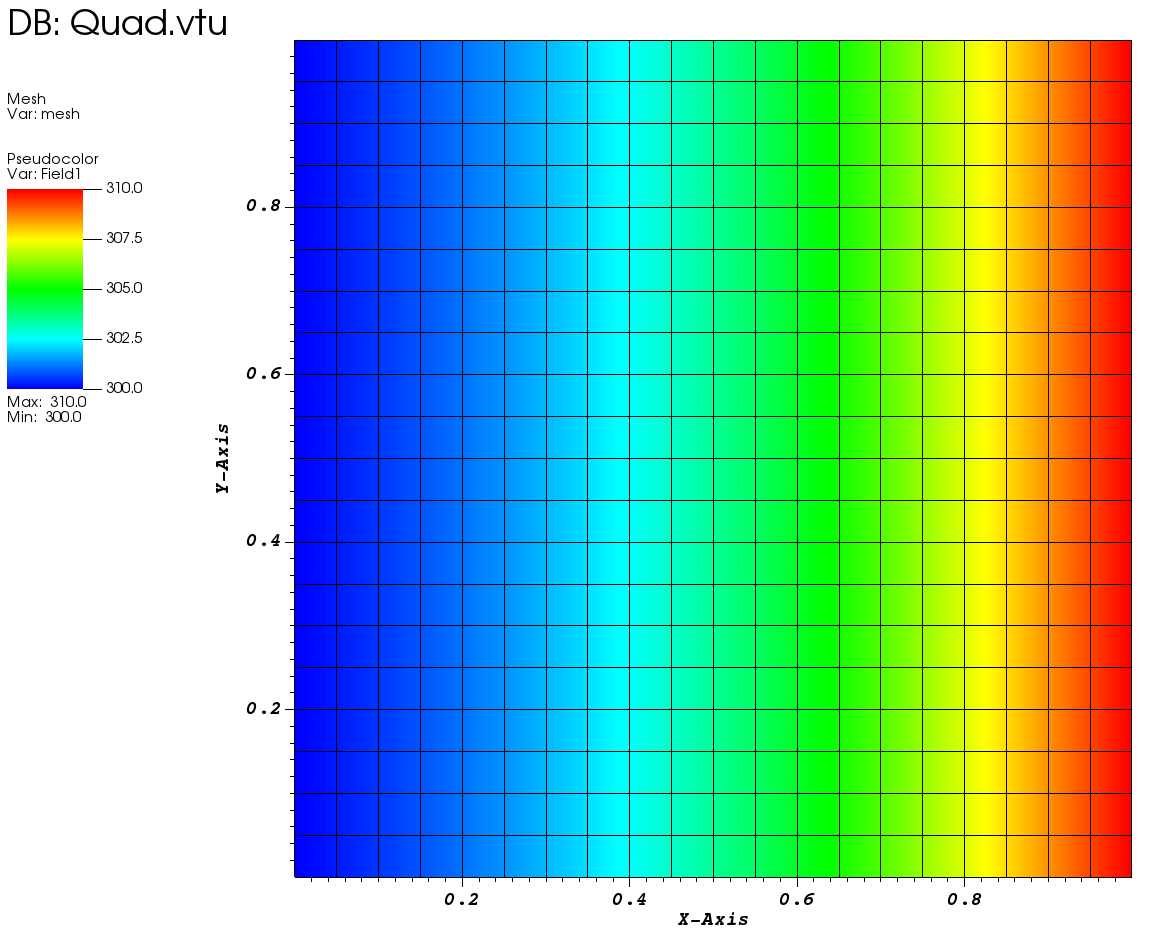 DB: Quad.vtu
Mesh
Var: mesh
Pseudocolor
Var: Field1
310.0
307.5
305.0
302.5
300.0
Max: 310.0
Min: 300.0
0.8
0.6
0.4
0.2
Y-Axis
0.2 0.4 0.6 0.8
X-Axis